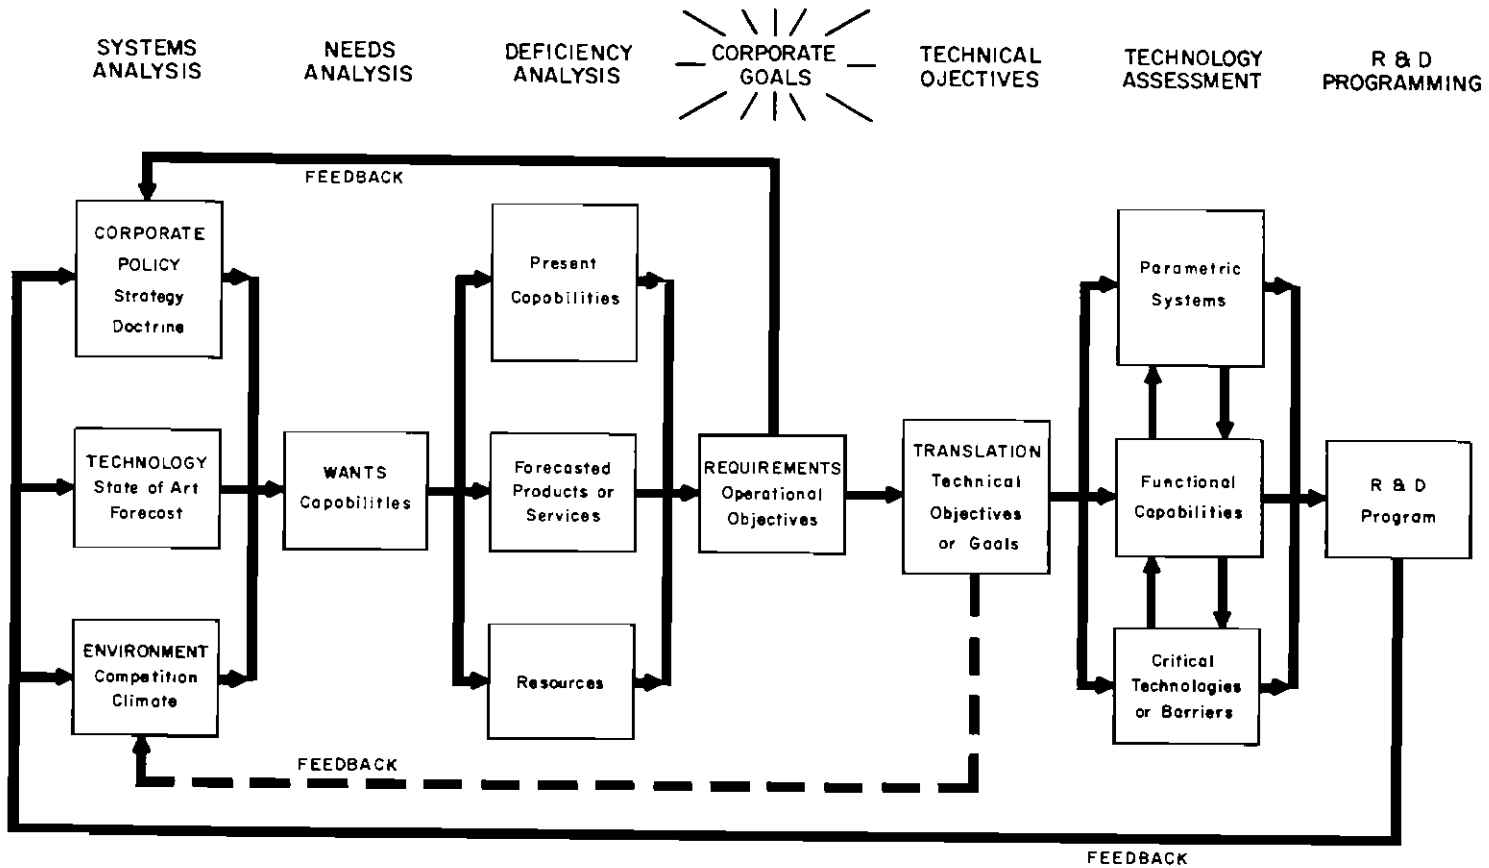 SYSTEMS
ANALYSIS
NEEDS
ANALYSIS
DEFICIENCY
ANALYSIS
CORPORATE
GOALS
TECHNICAL
OJECTIVES
TECHNOLOGY
ASSESSMENT
R & D
PROGRAMMING
FEEDBACK
CORPORATE
POLICY
Strategy
Doctrine
TECHNOLOGY
State of Art
Forecast
ENVIRONMENT
Competition
Climate
WANTS
Capabilities
Present
Capabilities
Forecasted
Products or
Services
Resources
REQUIREMENTS
Operational
Objectives
TRANSLATION
Technical
Objectives
or Goals
Parametric
Systems
Functional
Capabilities
Critical
Technologies
or Barriers
R & D
Program
FEEDBACK
FEEDBACK